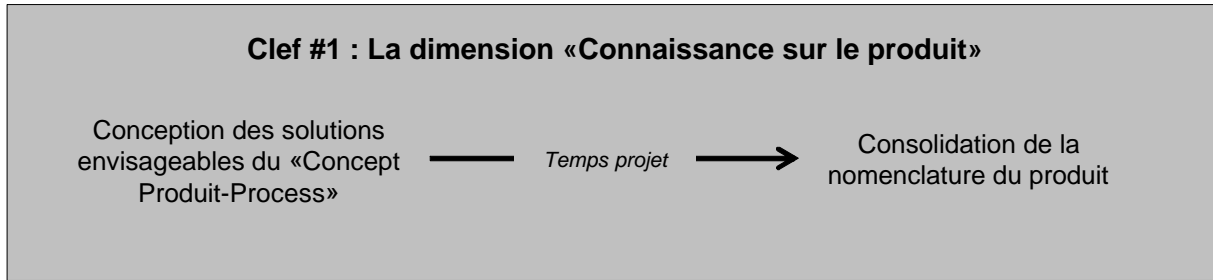 Clef #1 : La dimension «Connaissance sur le produit»
Conception des solutions
envisageables du «Concept
Produit-Process»
Temps projet
Consolidation de la
nomenclature du produit